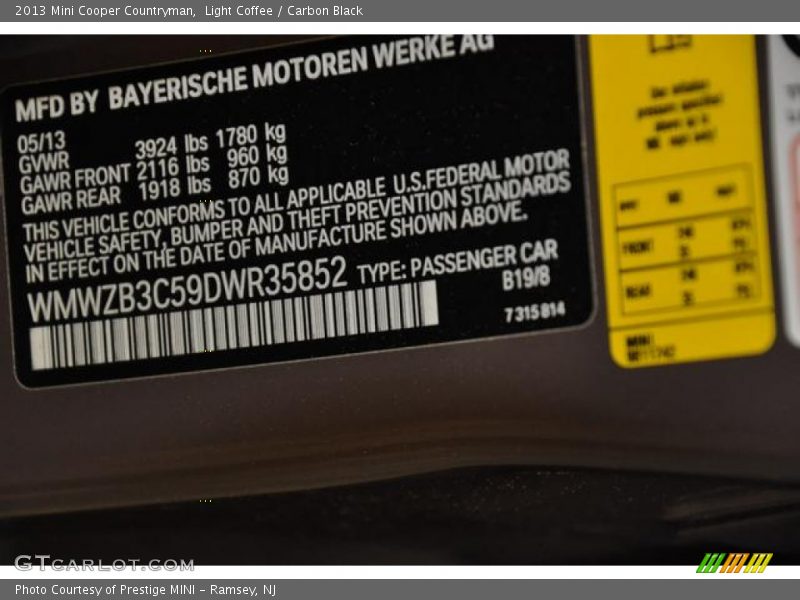 2013 Mini Cooper Countryman,  Light Coffee / Carbon Black
MFD BY BAYERISCHE MOTOREN WERKE AG
05/13
GVWR 3924 lbs 1780 kg
GAWR FRONT 2116 lbs 960 kg
GAWR REAR 1918 lbs 870 kg
THIS VEHICLE CONFORMS TO ALL APPLICABLE U.S.FEDERAL MOTOR
VEHICLE SAFETY, BUMPER AND THEFT PREVENTION STANDARDS
IN EFFECT ON THE DATE OF MANUFACTURE SHOWN ABOVE.
WMWZB3C59DWR35852 TYPE: PASSENGER CAR
B19/8
7315814
FRONT
REAR
MINI
GTCARLOT.COM
Photo Courtesy of Prestige MINI – Ramsey, NJ